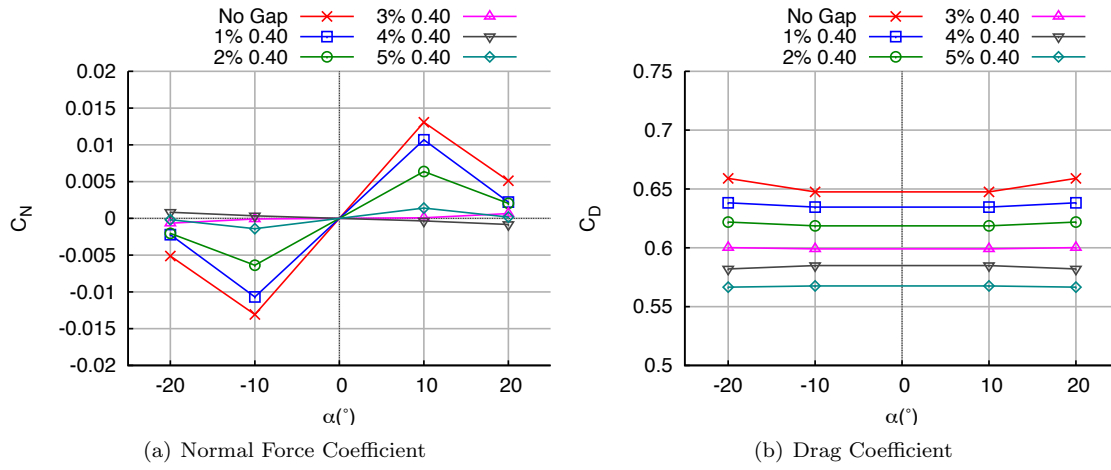 No Gap 3% 0.40
1% 0.40 4% 0.40
2% 0.40 5% 0.40
0.02
0.015
0.01
0.005
0
-0.005
-0.01
-0.015
-0.02
C_N
-20 -10 0 10 20
α(°)
(a) Normal Force Coefficient
No Gap 3% 0.40
1% 0.40 4% 0.40
2% 0.40 5% 0.40
0.75
0.7
0.65
0.6
0.55
0.5
C_D
-20 -10 0 10 20
α(°)
(b) Drag Coefficient